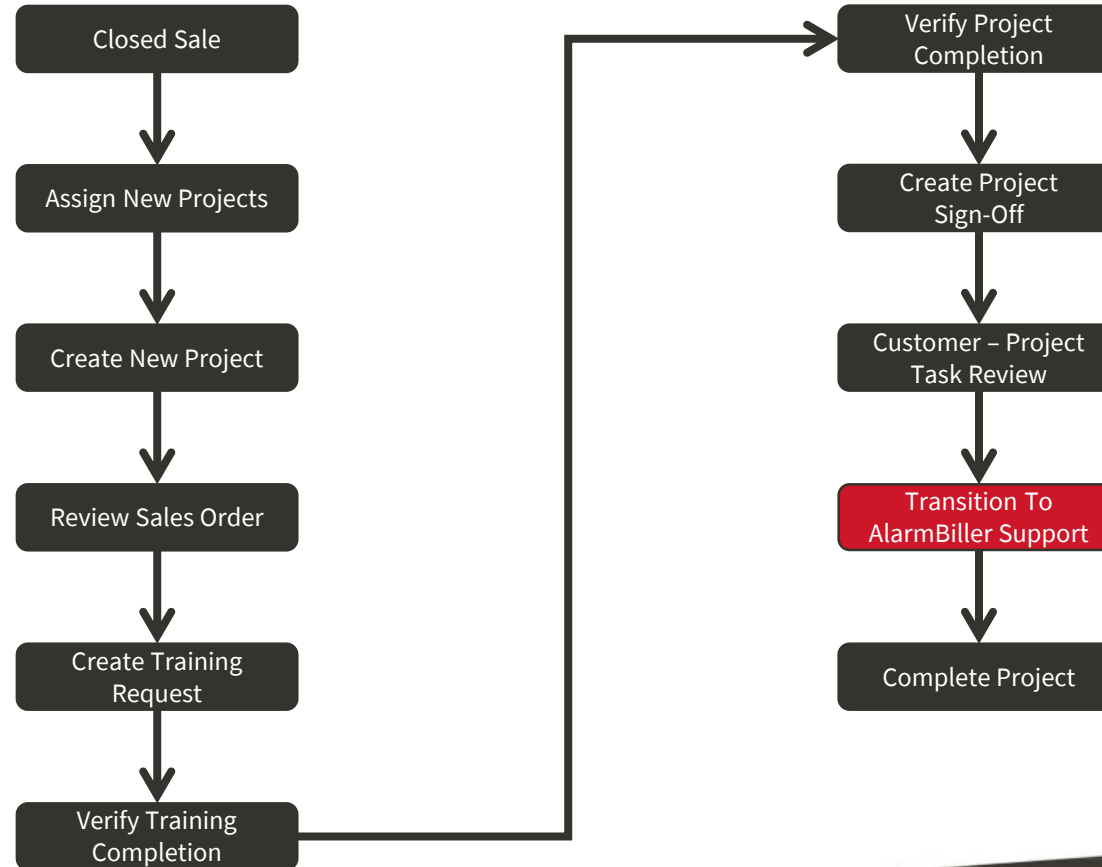 Closed Sale
Assign New Projects
Create New Project
Review Sales Order
Create Training
Request
Verify Training
Completion
Verify Project
Completion
Create Project
Sign-Off
Customer – Project
Task Review
Transition To
AlarmBiller Support
Complete Project